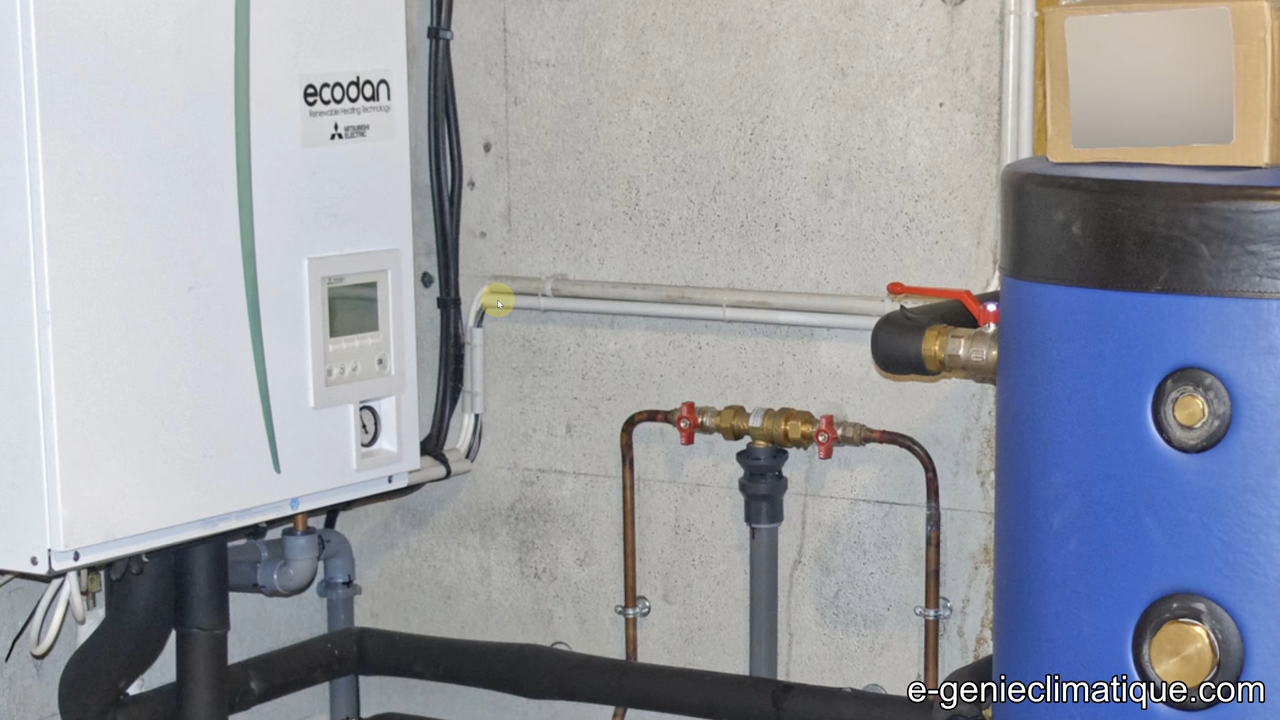 ecodan
Renewable Heating Technology
MITSUBISHI
ELECTRIC
e-genieclimatique.com